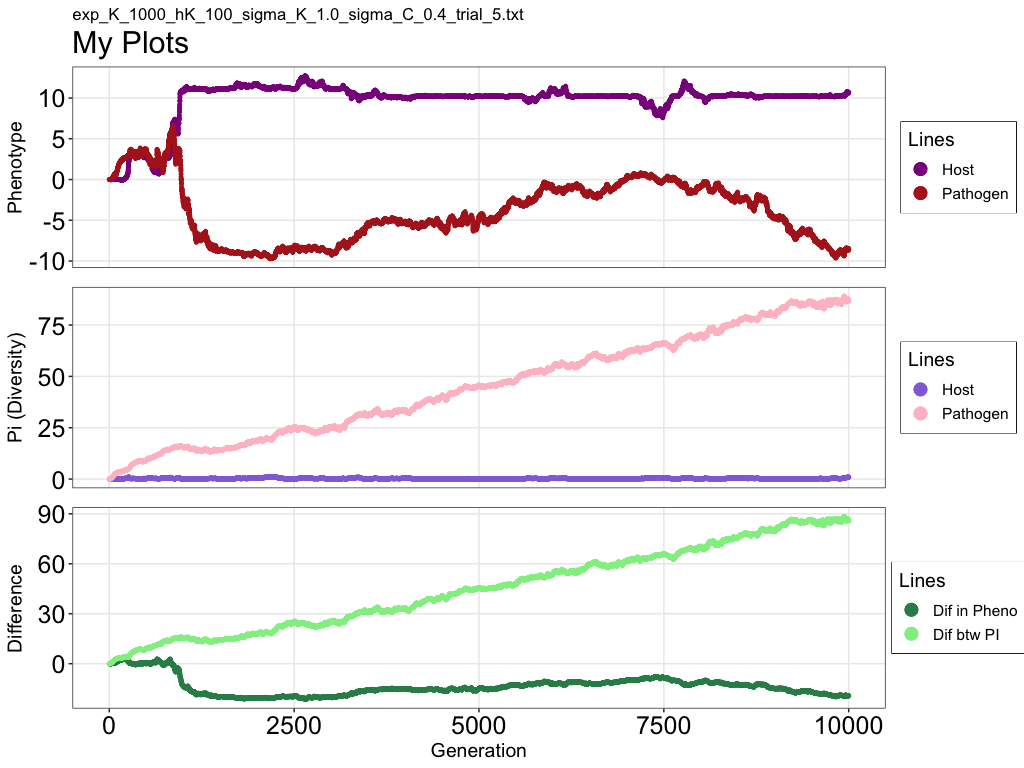 exp_K_1000_hK_100_sigma_K_1.0_sigma_C_0.4_trial_5.txt
My Plots
Phenotype
10
5
0
-5
-10
Lines
Host
Pathogen
Pi (Diversity)
75
50
25
0
Lines
Host
Pathogen
Difference
90
60
30
0
Lines
Dif in Pheno
Dif btw PI
0 2500 5000 7500 10000
Generation